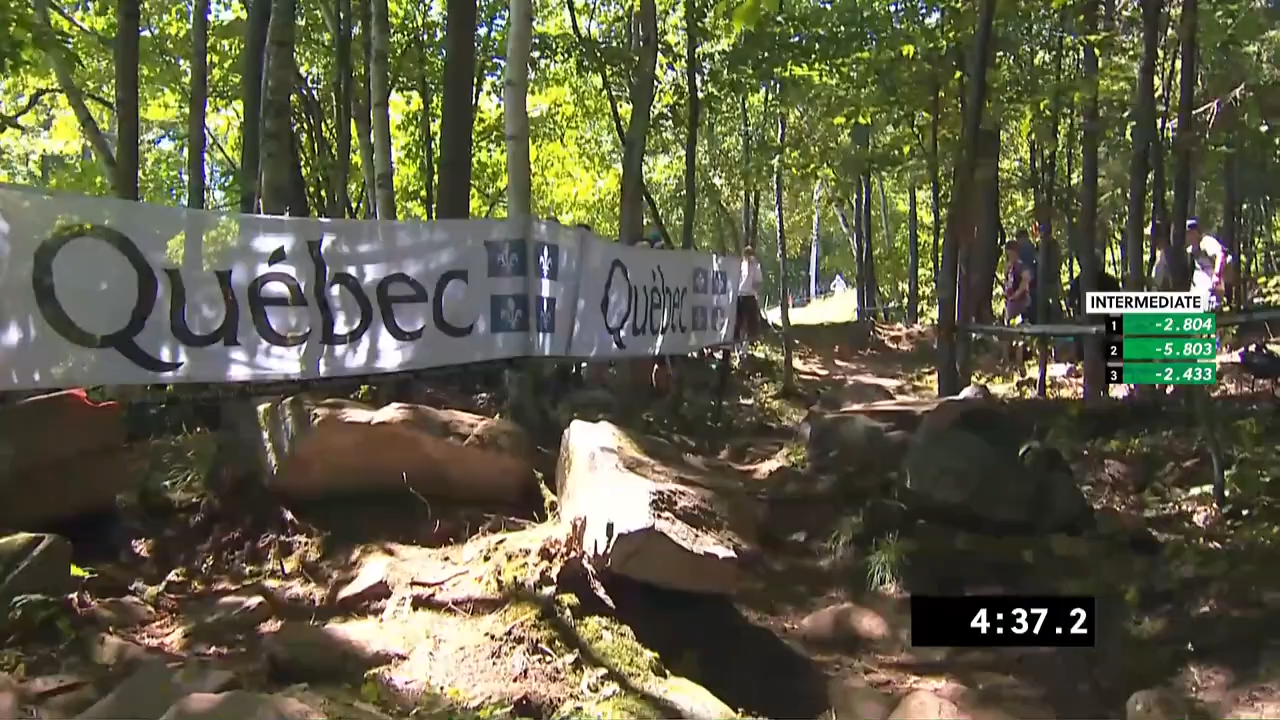 Québec
Québec
INTERMEDIATE
1 -2.804
2 -5.803
3 -2.433
4:37.2